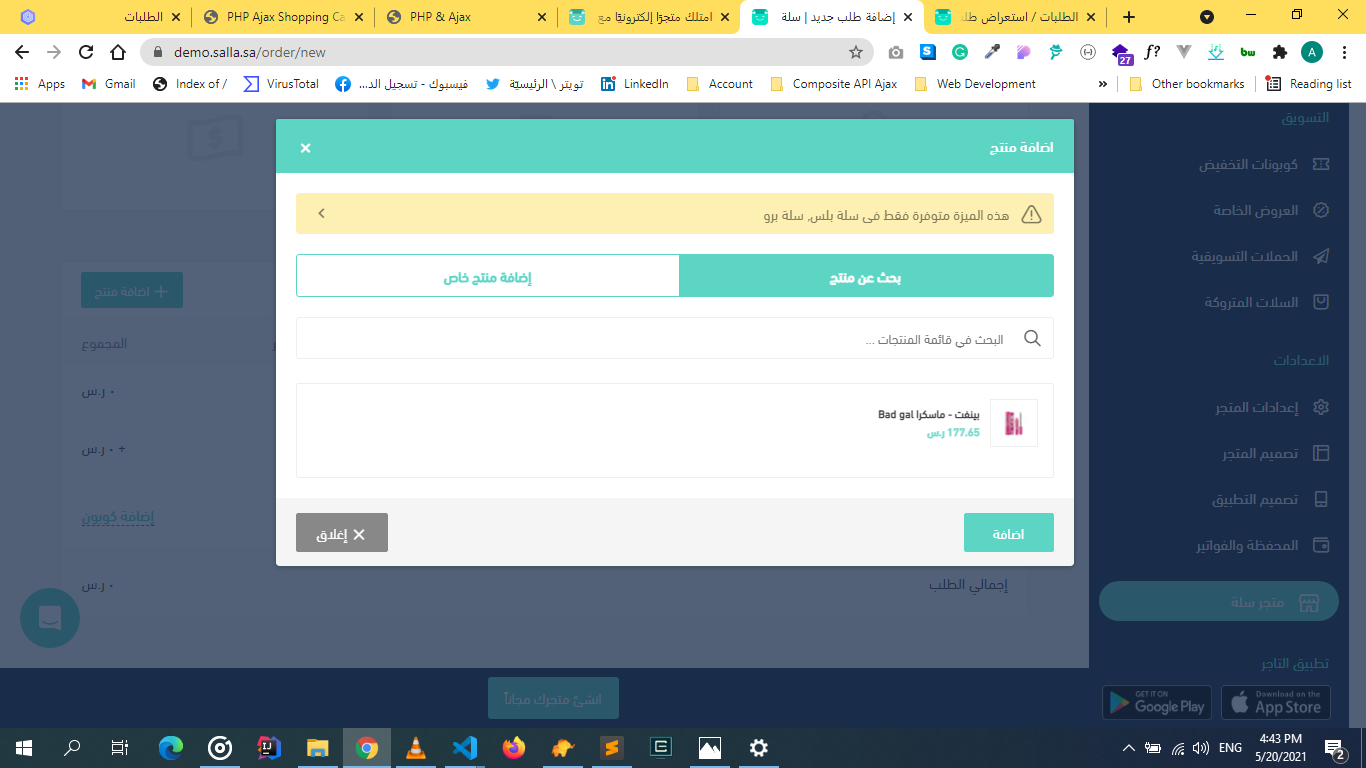 الطلبات
PHP Ajax Shopping Ca
PHP & Ajax
امتلك متجرًا إلكترونيًا مع
إضافة طلب جديد | سلة
الطلبات / استعراض طلب
demo.salla.sa/order/new
27
A
Apps
Gmail
Index of /
VirusTotal
فيسبوك - تسجيل الد...
تويتر \ الرئيسيّة
LinkedIn
Account
Composite API Ajax
Web Development
Other bookmarks
Reading list
اضافة منتج
هذه الميزة متوفرة فقط فى سلة بلس, سلة برو
بحث عن منتج
إضافة منتج خاص
البحث في قائمة المنتجات ...
بينفت - ماسكرا Bad gal
177.65 ر.س
اضافة
إغلاق
التسويق
كوبونات التخفيض
العروض الخاصة
الحملات التسويقية
السلات المتروكة
الاعدادات
إعدادات المتجر
تصميم المتجر
تصميم التطبيق
المحفظة والفواتير
متجر سلة
تطبيق التاجر
GET IT ON
Google Play
Download on the
App Store
+ اضافة منتج
المجموع
٠ ر.س
+ ٠ ر.س
إضافة كوبون
إجمالي الطلب
٠ ر.س
انشئ متجرك مجاناً
ENG
4:43 PM
5/20/2021
2